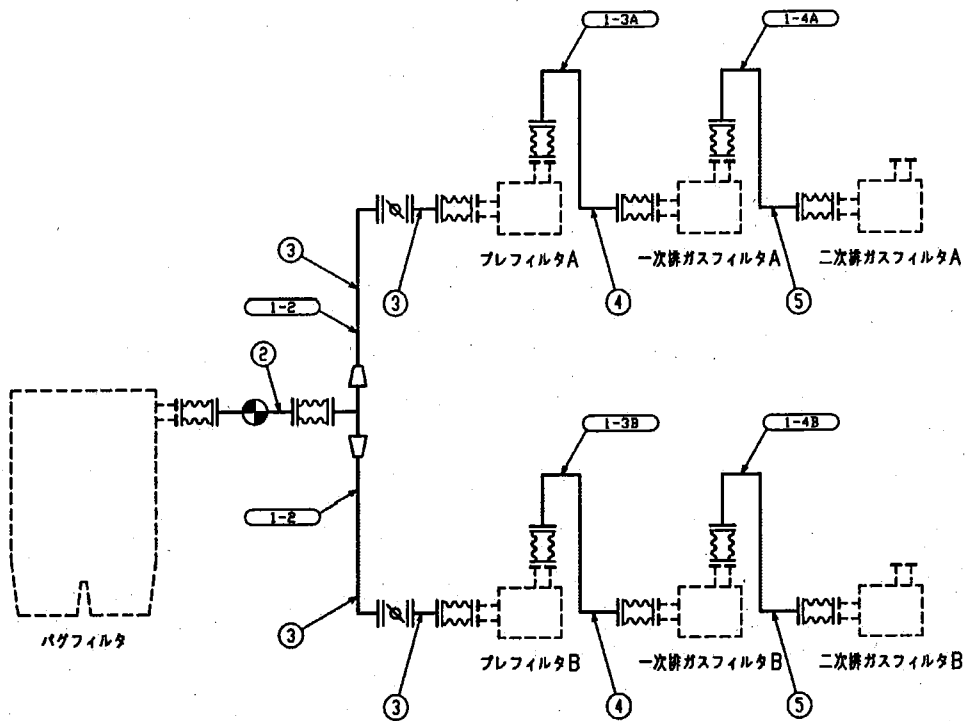 1-3A
1-4A
プレフィルタA
一次排ガスフィルタA
二次排ガスフィルタA
3
3
4
5
1-2
2
1-3B
1-4B
1-2
バグフィルタ
3
3
プレフィルタB
一次排ガスフィルタB
二次排ガスフィルタB
4
5